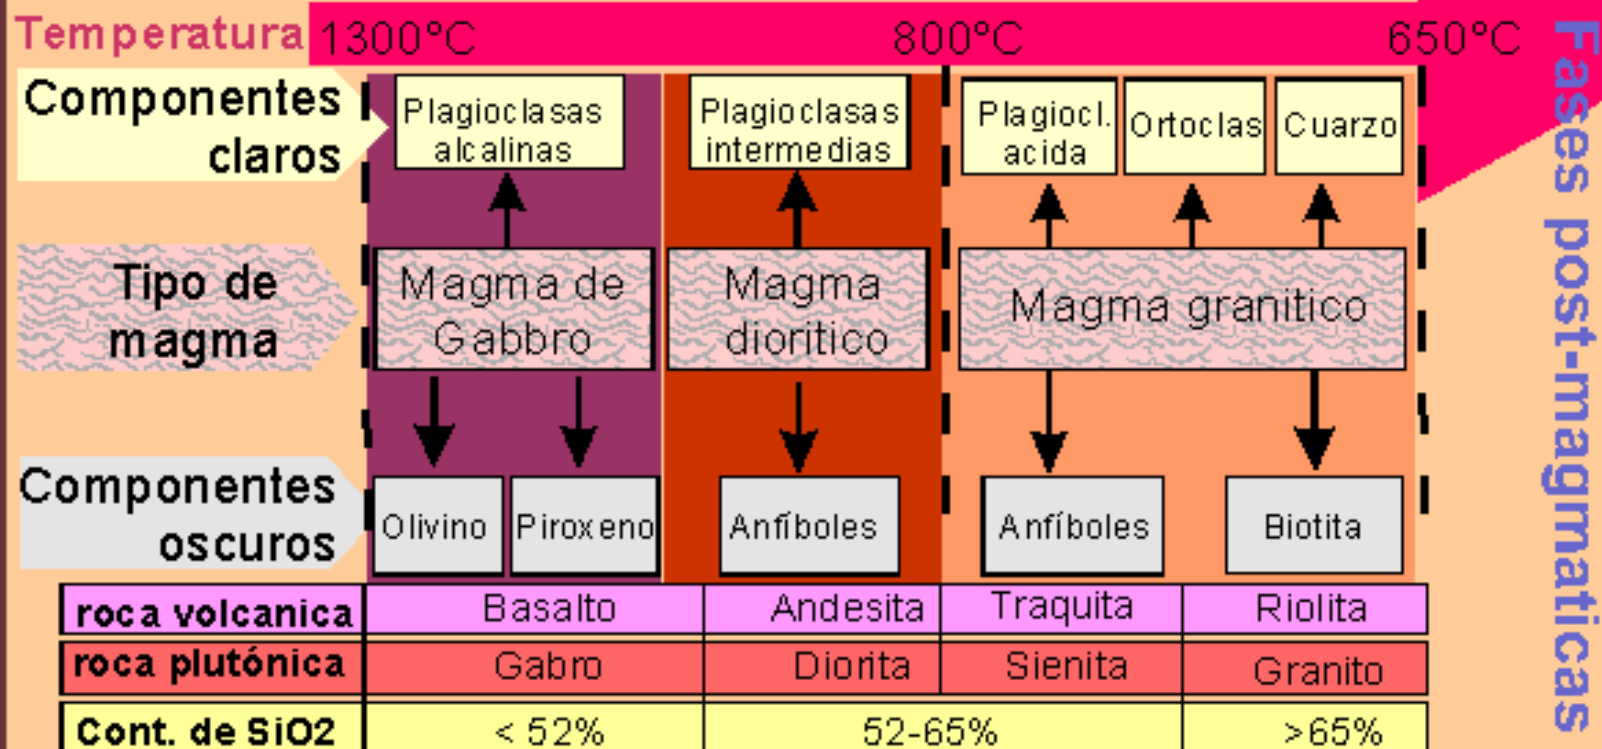 Temperatura 1300°C 800°C 650°C
Componentes
claros
Plagioclasas
alcalinas
Plagioclasas
intermedias
Plagiocl.
acida
Ortoclas
Cuarzo
Tipo de
magma
Magma de
Gabbro
Magma
dioritico
Magma granitico
Componentes
oscuros
Olivino
Piroxeno
Anfíboles
Anfíboles
Biotita
roca volcanica Basalto Andesita Traquita Riolita
roca plutónica Gabro Diorita Sienita Granito
Cont. de SiO2 < 52% 52-65% >65%
Fases post-magmaticas